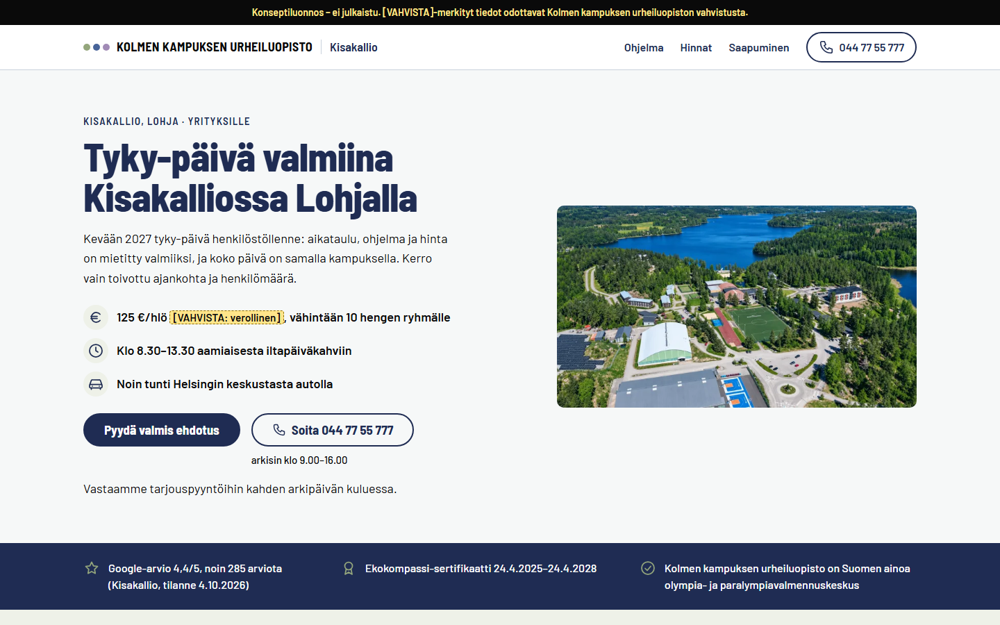 Konseptiluonnos – ei julkaistu. [VAHVISTA]-merkityt tiedot odottavat Kolmen kampuksen urheiluopiston vahvistusta.
KOLMEN KAMPUKSEN URHEILUOPISTO
Kisakallio
Ohjelma
Hinnat
Saapuminen
044 77 55 777
KISAKALLIO, LOHJA · YRITYKSILLE
Tyky-päivä valmiina
Kisakalliossa Lohjalla
Kevään 2027 tyky-päivä henkilöstöllenne: aikataulu, ohjelma ja hinta
on mietitty valmiiksi, ja koko päivä on samalla kampuksella. Kerro
vain toivottu ajankohta ja henkilömäärä.
125 €/hlö [VAHVISTA: verollinen], vähintään 10 hengen ryhmälle
Klo 8.30–13.30 aamiaisesta iltapäiväkahviin
Noin tunti Helsingin keskustasta autolla
Pyydä valmis ehdotus
Soita 044 77 55 777
arkisin klo 9.00–16.00
Vastaamme tarjouspyyntöihin kahden arkipäivän kuluessa.
Google-arvio 4,4/5, noin 285 arviota
(Kisakallio, tilanne 4.10.2026)
Ekokompassi-sertifikaatti 24.4.2025–24.4.2028
Kolmen kampuksen urheiluopisto on Suomen ainoa
olympia- ja paralympiavalmennuskeskus